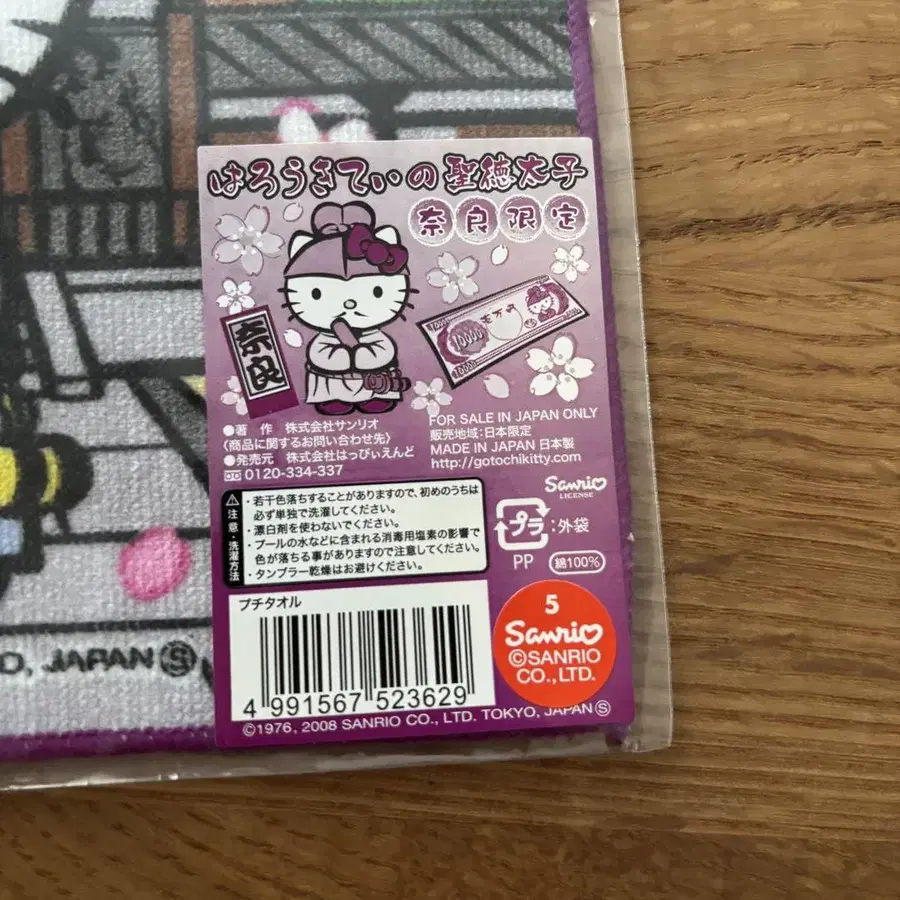 はろうきてぃの聖徳太子
奈良限定
奈良
壱万円
10000
10000
●著 作 株式会社サンリオ
〈商品に関するお問い合わせ先〉
●発売元 株式会社はっぴぃえんど
0120-334-337
FOR SALE IN JAPAN ONLY
販売地域:日本限定
MADE IN JAPAN 日本製
http://gotochikitty.com
Sanrio
LICENSE
注意・洗濯方法
・若干色落ちすることがありますので、初めのうちは
必ず単独で洗濯してください。
・漂白剤を使わないでください。
・プールの水などに含まれる消毒用塩素の影響で
色が落ちる事がありますので注意してください。
・タンブラー乾燥はお避けください。
プラ:外袋
PP
綿100%
プチタオル
4 991567 523629
5
Sanrio
©SANRIO
CO.,LTD.
©1976, 2008 SANRIO CO., LTD. TOKYO, JAPAN Ⓢ
D, JAPAN Ⓢ